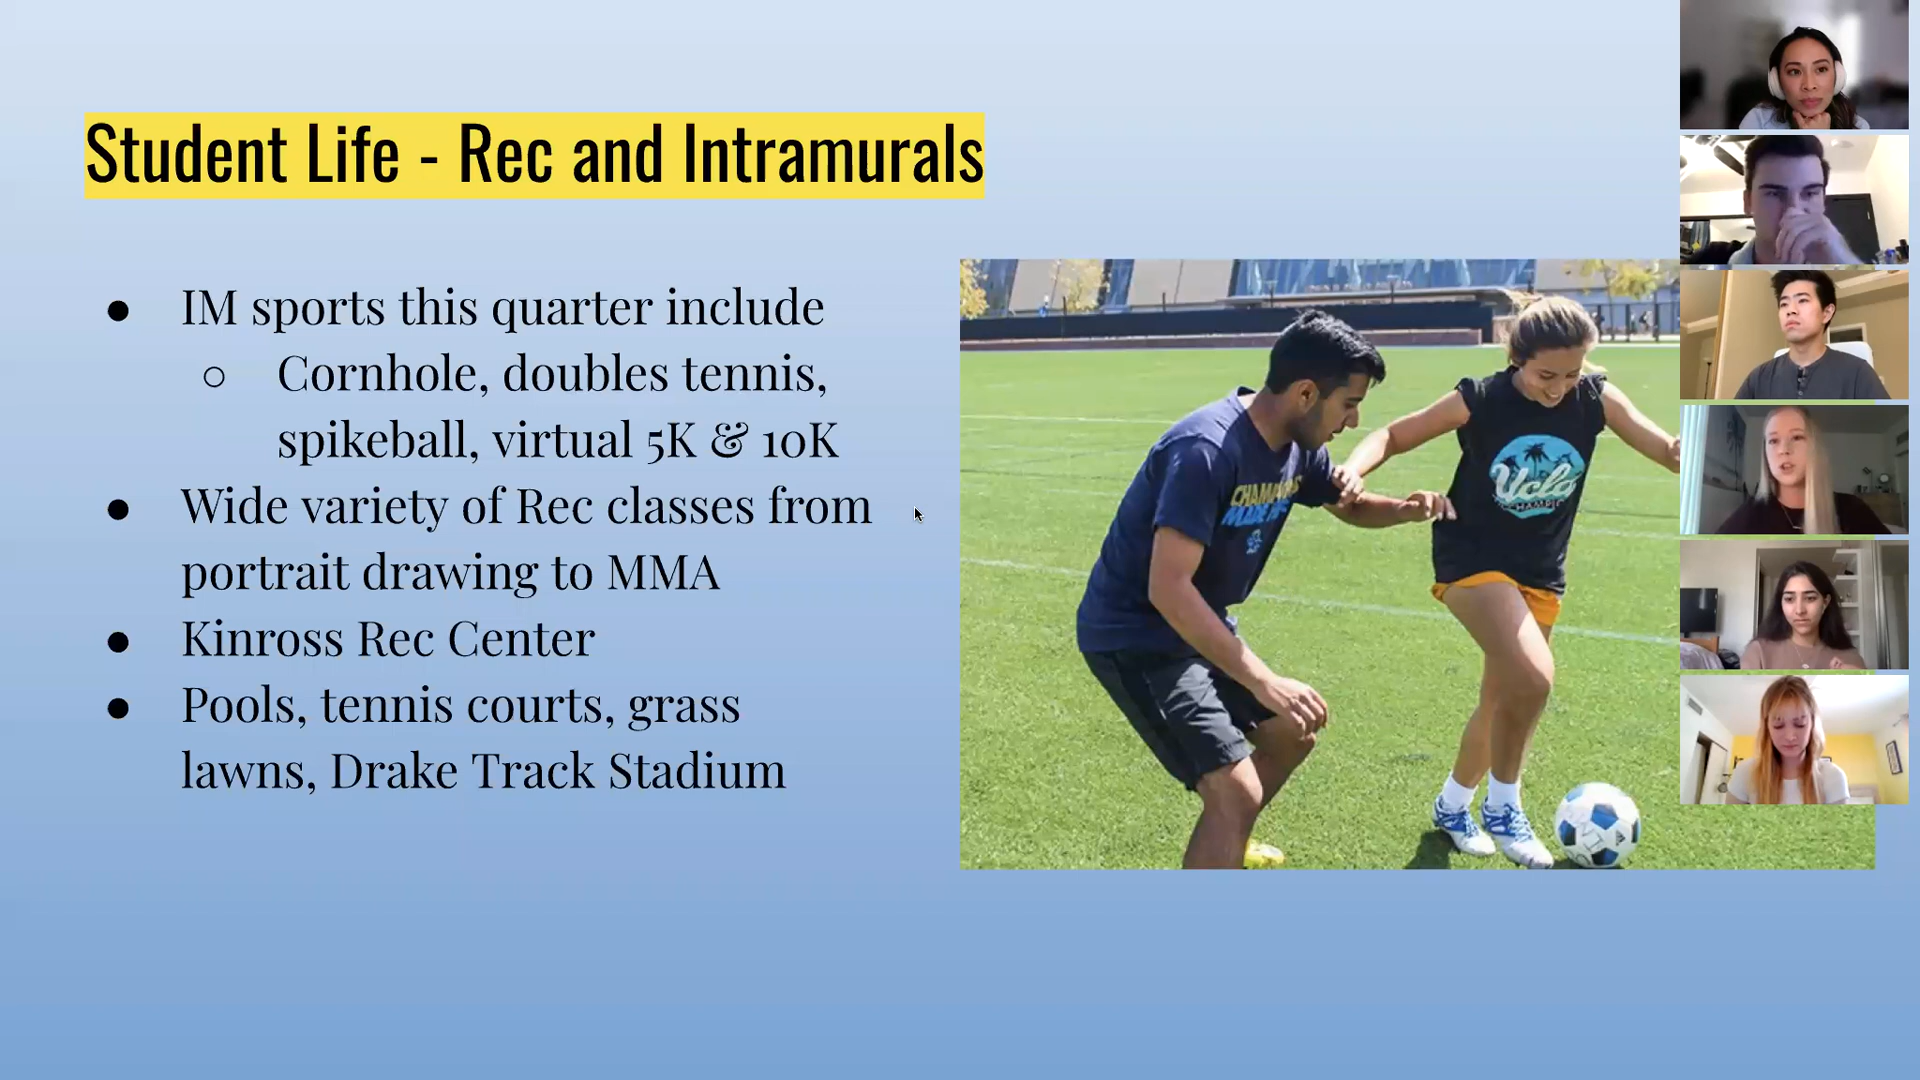 Student Life - Rec and Intramurals
IM sports this quarter include
Cornhole, doubles tennis,
spikeball, virtual 5K & 10K
Wide variety of Rec classes from
portrait drawing to MMA
Kinross Rec Center
Pools, tennis courts, grass
lawns, Drake Track Stadium
Ucla